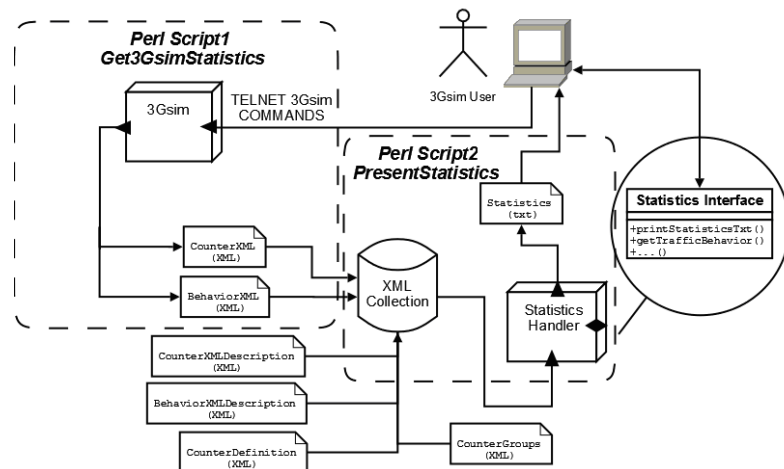 Perl Script1
Get3GsimStatistics
3Gsim
TELNET 3Gsim
COMMANDS
3Gsim User
Perl Script2
PresentStatistics
Statistics
(txt)
Statistics Interface
+printStatisticsTxt()
+getTrafficBehavior()
+...()
CounterXML
(XML)
BehaviorXML
(XML)
XML
Collection
Statistics
Handler
CounterXMLDescription
(XML)
BehaviorXMLDescription
(XML)
CounterDefinition
(XML)
CounterGroups
(XML)